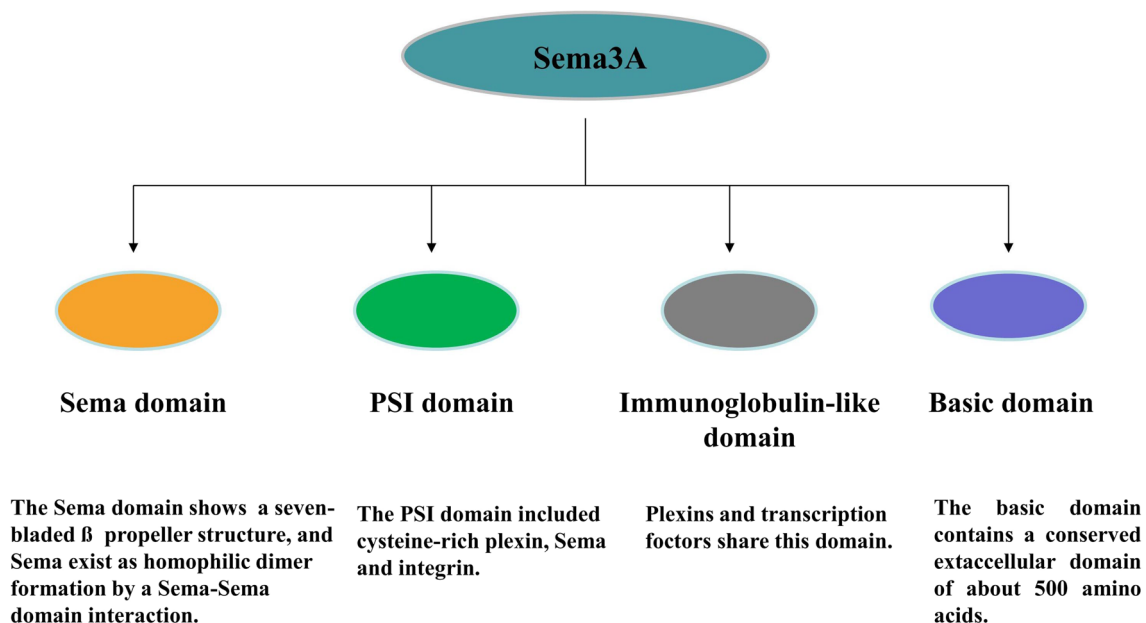 Sema3A
Sema domain
PSI domain
Immunoglobulin-like
domain
Basic domain
The Sema domain shows a seven-
bladed ß propeller structure, and
Sema exist as homophilic dimer
formation by a Sema-Sema
domain interaction.
The PSI domain included
cysteine-rich plexin, Sema
and integrin.
Plexins and transcription
foctors share this domain.
The basic domain
contains a conserved
extaccellular domain
of about 500 amino
acids.